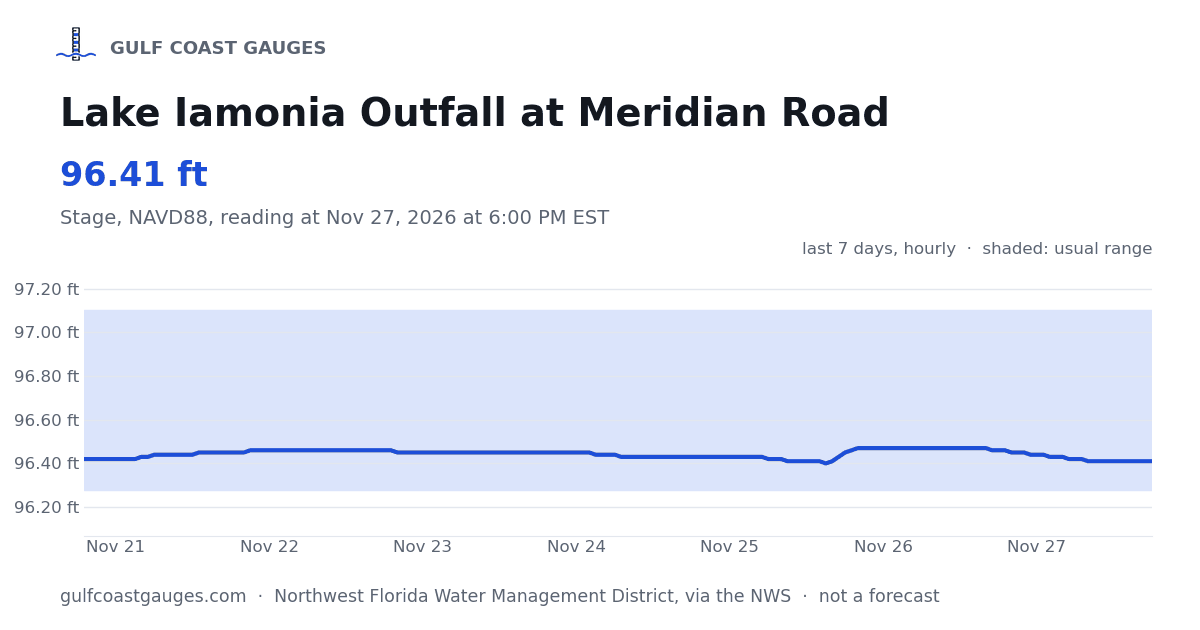 GULF COAST GAUGES
Lake Iamonia Outfall at Meridian Road
96.41 ft
Stage, NAVD88, reading at Nov 27, 2026 at 6:00 PM EST
last 7 days, hourly · shaded: usual range
97.20 ft
97.00 ft
96.80 ft
96.60 ft
96.40 ft
96.20 ft
Nov 21 Nov 22 Nov 23 Nov 24 Nov 25 Nov 26 Nov 27
gulfcoastgauges.com · Northwest Florida Water Management District, via the NWS · not a forecast